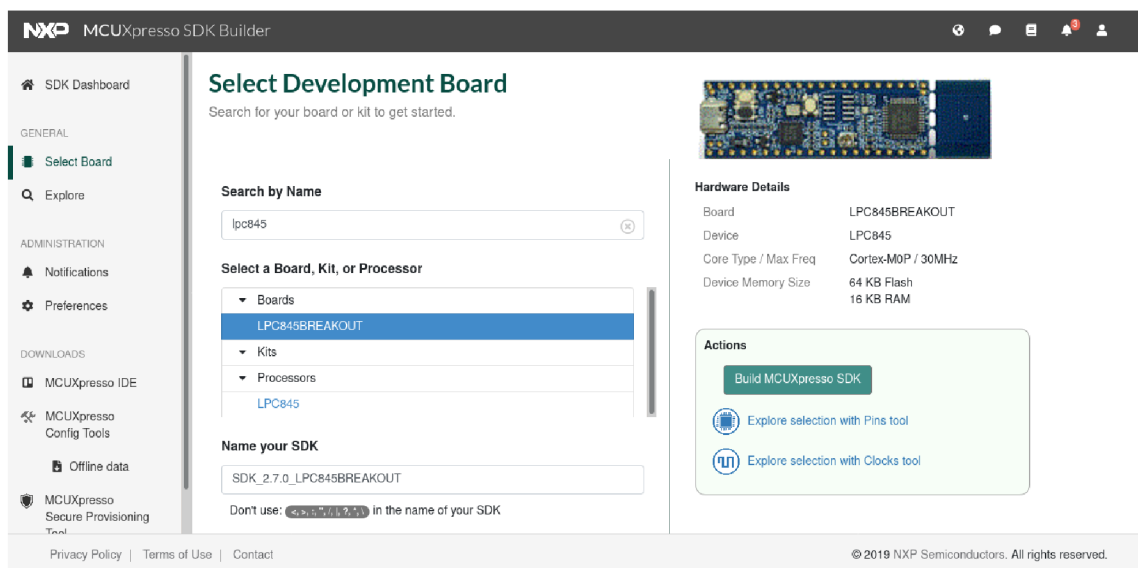 NXP MCUXpresso SDK Builder
3
SDK Dashboard
GENERAL
Select Board
Explore
ADMINISTRATION
Notifications
Preferences
DOWNLOADS
MCUXpresso IDE
MCUXpresso
Config Tools
Offline data
MCUXpresso
Secure Provisioning
Tool
Select Development Board
Search for your board or kit to get started.
Search by Name
lpc845
Select a Board, Kit, or Processor
Boards
LPC845BREAKOUT
Kits
Processors
LPC845
Name your SDK
SDK_2.7.0_LPC845BREAKOUT
Don't use: <, >, :, ", /, |, ?, *, \ in the name of your SDK
Hardware Details
Board LPC845BREAKOUT
Device LPC845
Core Type / Max Freq Cortex-M0P / 30MHz
Device Memory Size 64 KB Flash
16 KB RAM
Actions
Build MCUXpresso SDK
Explore selection with Pins tool
Explore selection with Clocks tool
Privacy Policy | Terms of Use | Contact
© 2019 NXP Semiconductors. All rights reserved.